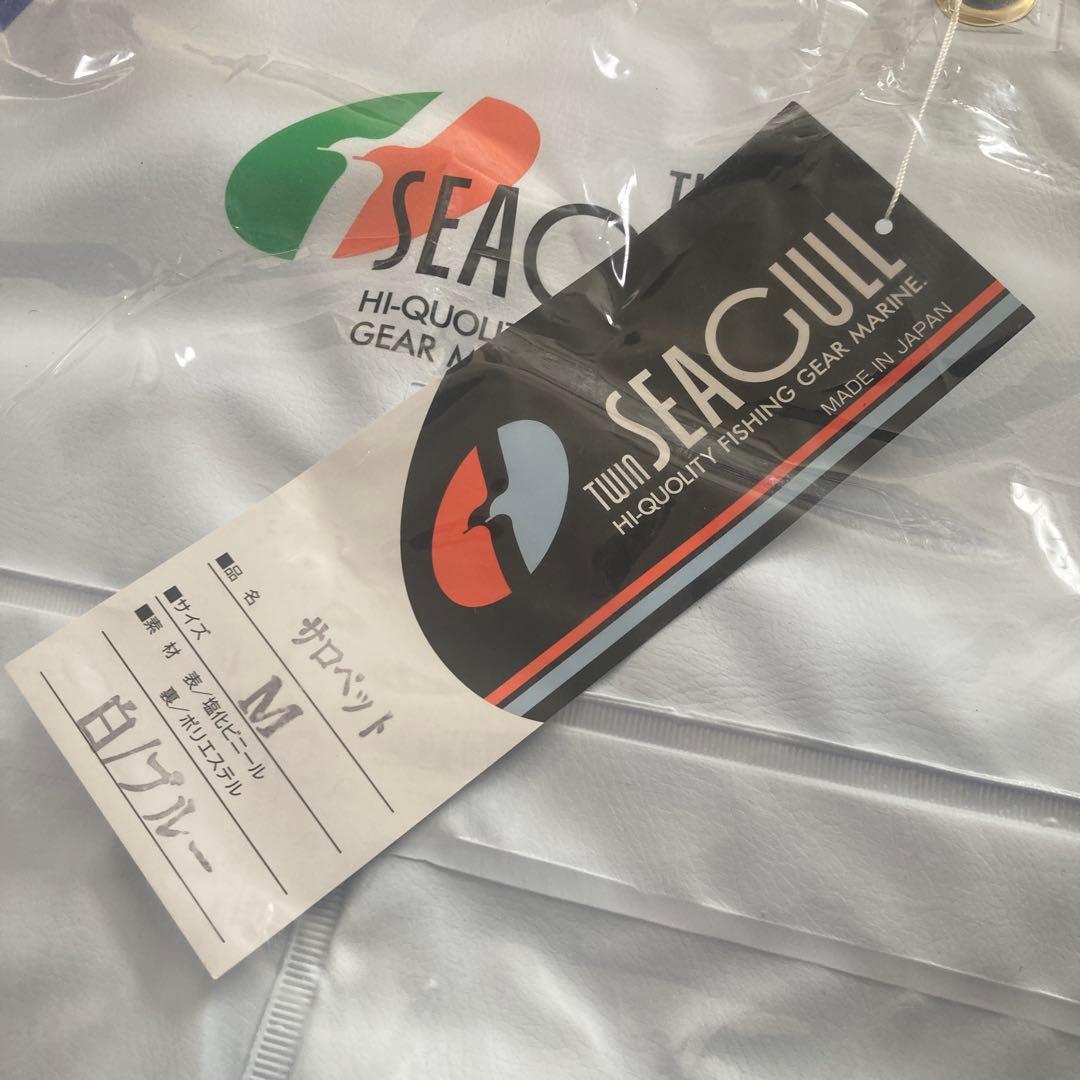 SEAG
HI-QUOLIT
GEAR M
TWIN SEAGULL
HI-QUOLITY FISHING GEAR MARINE.
MADE IN JAPAN
■品名 サロペット
■サイズ M
■素材 表/塩化ビニール
裏/ポリエステル
白/ブルー